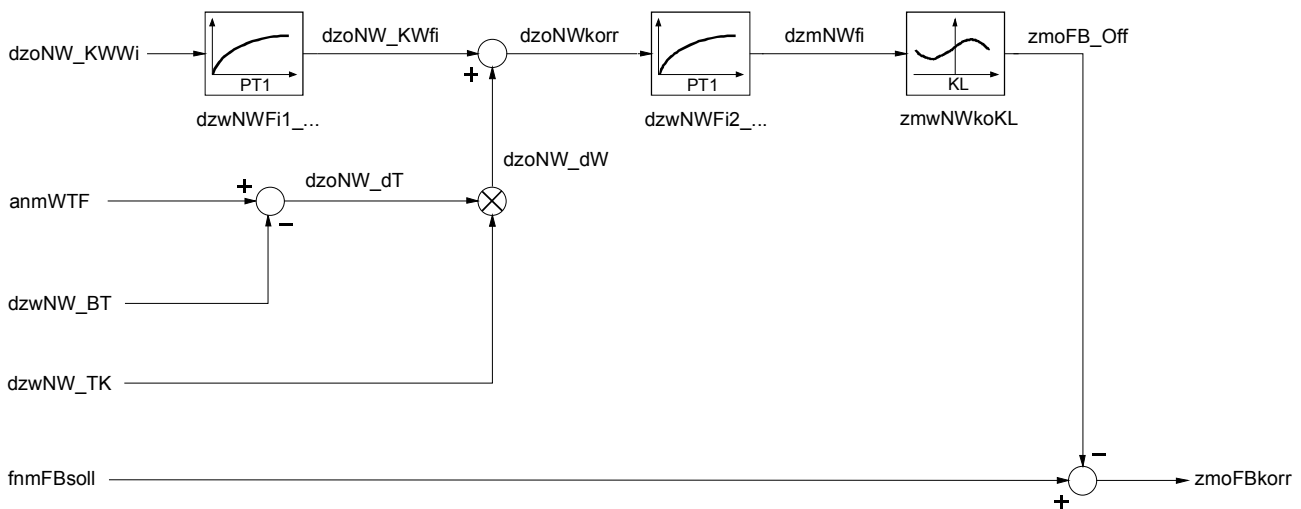 dzoNW_KWWi
PT1
dzwNWFi1_...
dzoNW_KWfi
+
dzoNWkorr
PT1
dzwNWFi2_...
dzmNWfi
KL
zmwNWkoKL
zmoFB_Off
dzoNW_dW
anmWTF
+
−
dzoNW_dT
dzwNW_BT
dzwNW_TK
fnmFBsoll
−
+
zmoFBkorr